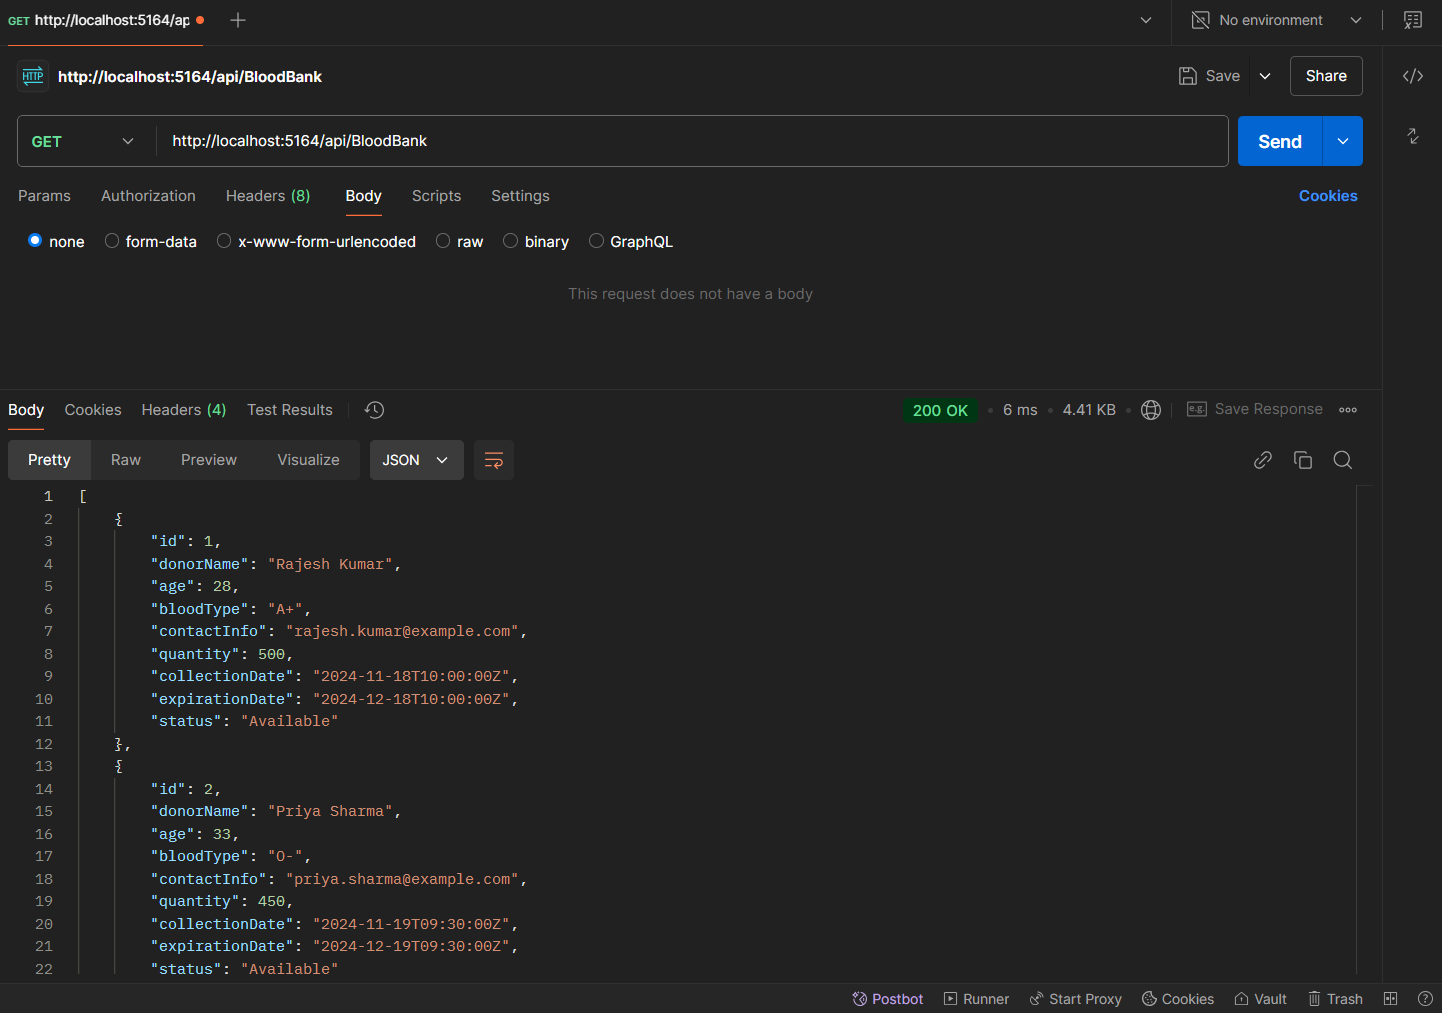 GET http://localhost:5164/ap
No environment
HTTP http://localhost:5164/api/BloodBank
Save
Share
GET http://localhost:5164/api/BloodBank
Send
Params Authorization Headers (8) Body Scripts Settings
Cookies
none form-data x-www-form-urlencoded raw binary GraphQL
This request does not have a body
Body Cookies Headers (4) Test Results
200 OK • 6 ms • 4.41 KB •
e.g. Save Response
Pretty Raw Preview Visualize JSON
1 [
2 {
3 "id": 1,
4 "donorName": "Rajesh Kumar",
5 "age": 28,
6 "bloodType": "A+",
7 "contactInfo": "rajesh.kumar@example.com",
8 "quantity": 500,
9 "collectionDate": "2024-11-18T10:00:00Z",
10 "expirationDate": "2024-12-18T10:00:00Z",
11 "status": "Available"
12 },
13 {
14 "id": 2,
15 "donorName": "Priya Sharma",
16 "age": 33,
17 "bloodType": "O-",
18 "contactInfo": "priya.sharma@example.com",
19 "quantity": 450,
20 "collectionDate": "2024-11-19T09:30:00Z",
21 "expirationDate": "2024-12-19T09:30:00Z",
22 "status": "Available"
Postbot Runner Start Proxy Cookies Vault Trash